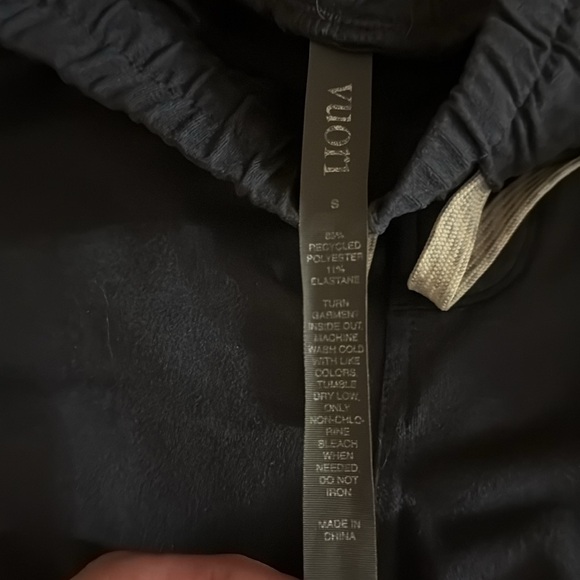 vuori
S
89%
RECYCLED
POLYESTER
11%
ELASTANE
TURN
GARMENT
INSIDE OUT,
MACHINE
WASH COLD
WITH LIKE
COLORS,
TUMBLE
DRY LOW,
ONLY
NON-CHLO-
RINE
BLEACH
WHEN
NEEDED.
DO NOT
IRON
MADE IN
CHINA